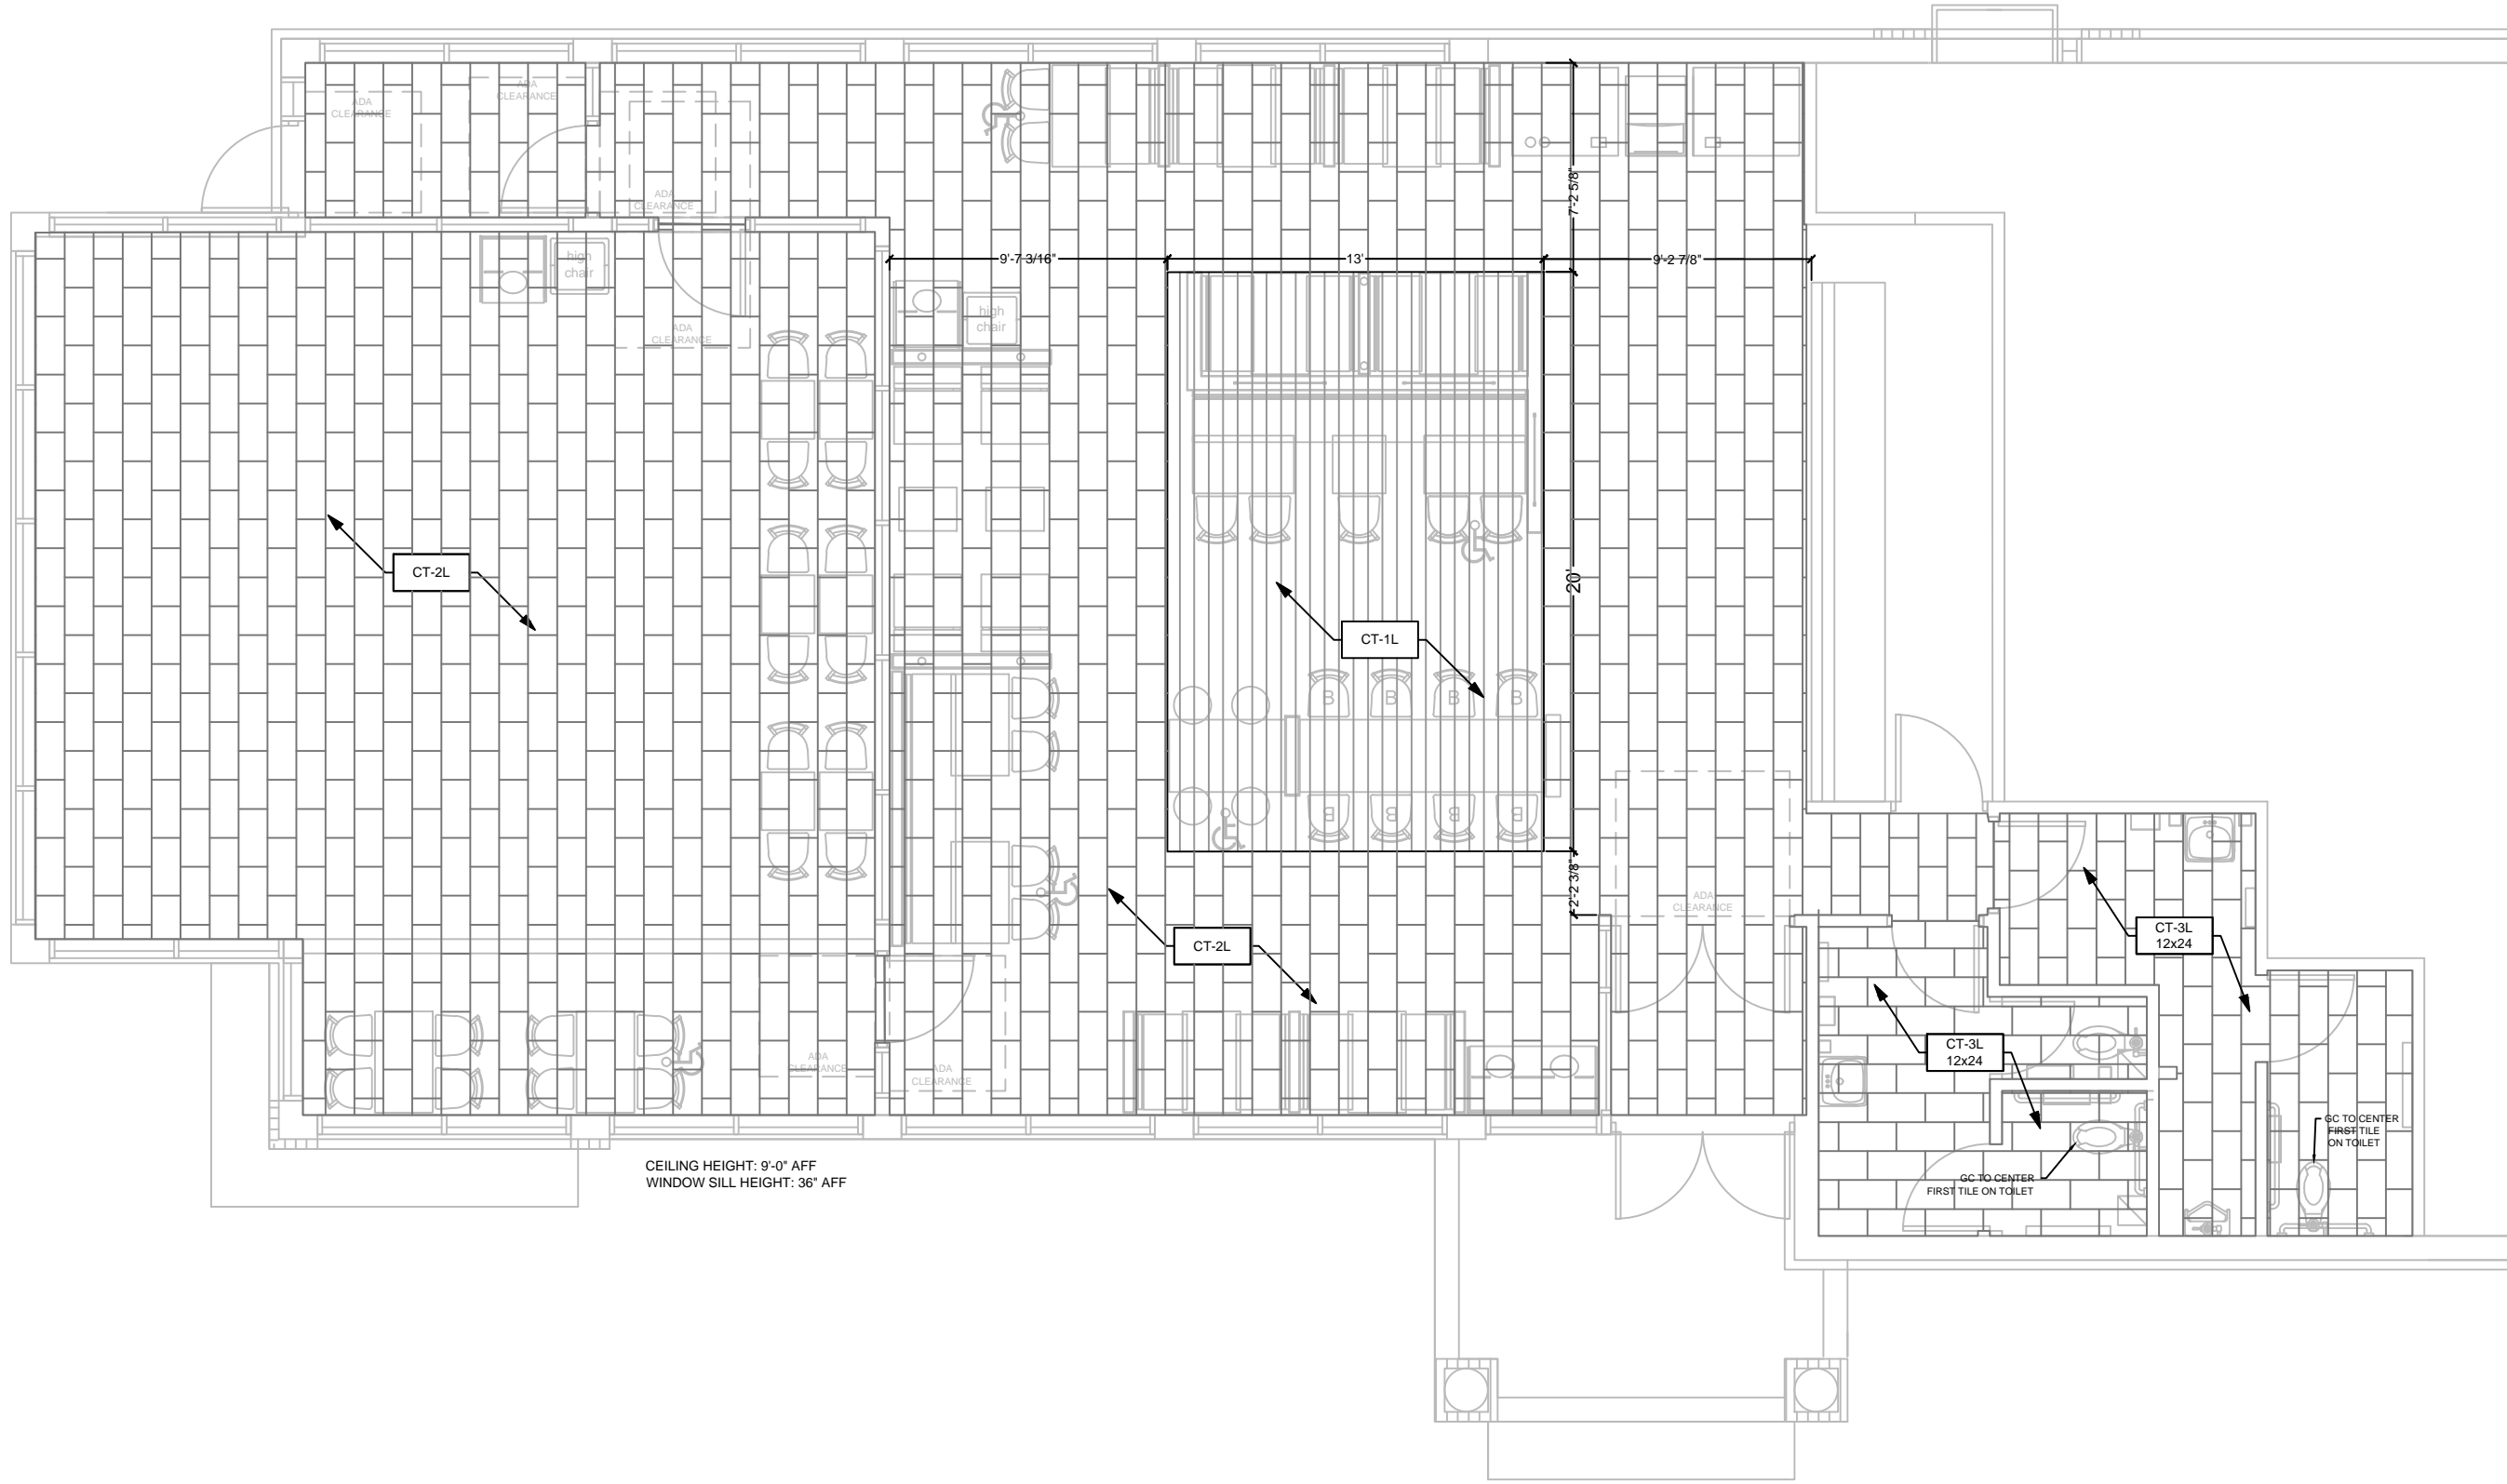 ADA
CLEARANCE
ADA
CLEARANCE
ADA
CLEARANCE
7'-2 5/8"
9'-7 3/16"
13'
9'-2 7/8"
high
chair
high
chair
ADA
CLEARANCE
CT-2L
20'
CT-1L
B
B
B
B
B
B
B
B
2'-2 3/8"
ADA
CLEARANCE
CT-2L
CT-3L
12x24
CT-3L
12x24
ADA
CLEARANCE
ADA
CLEARANCE
GC TO CENTER
FIRST TILE
ON TOILET
GC TO CENTER
FIRST TILE ON TOILET
CEILING HEIGHT: 9'-0" AFF
WINDOW SILL HEIGHT: 36" AFF